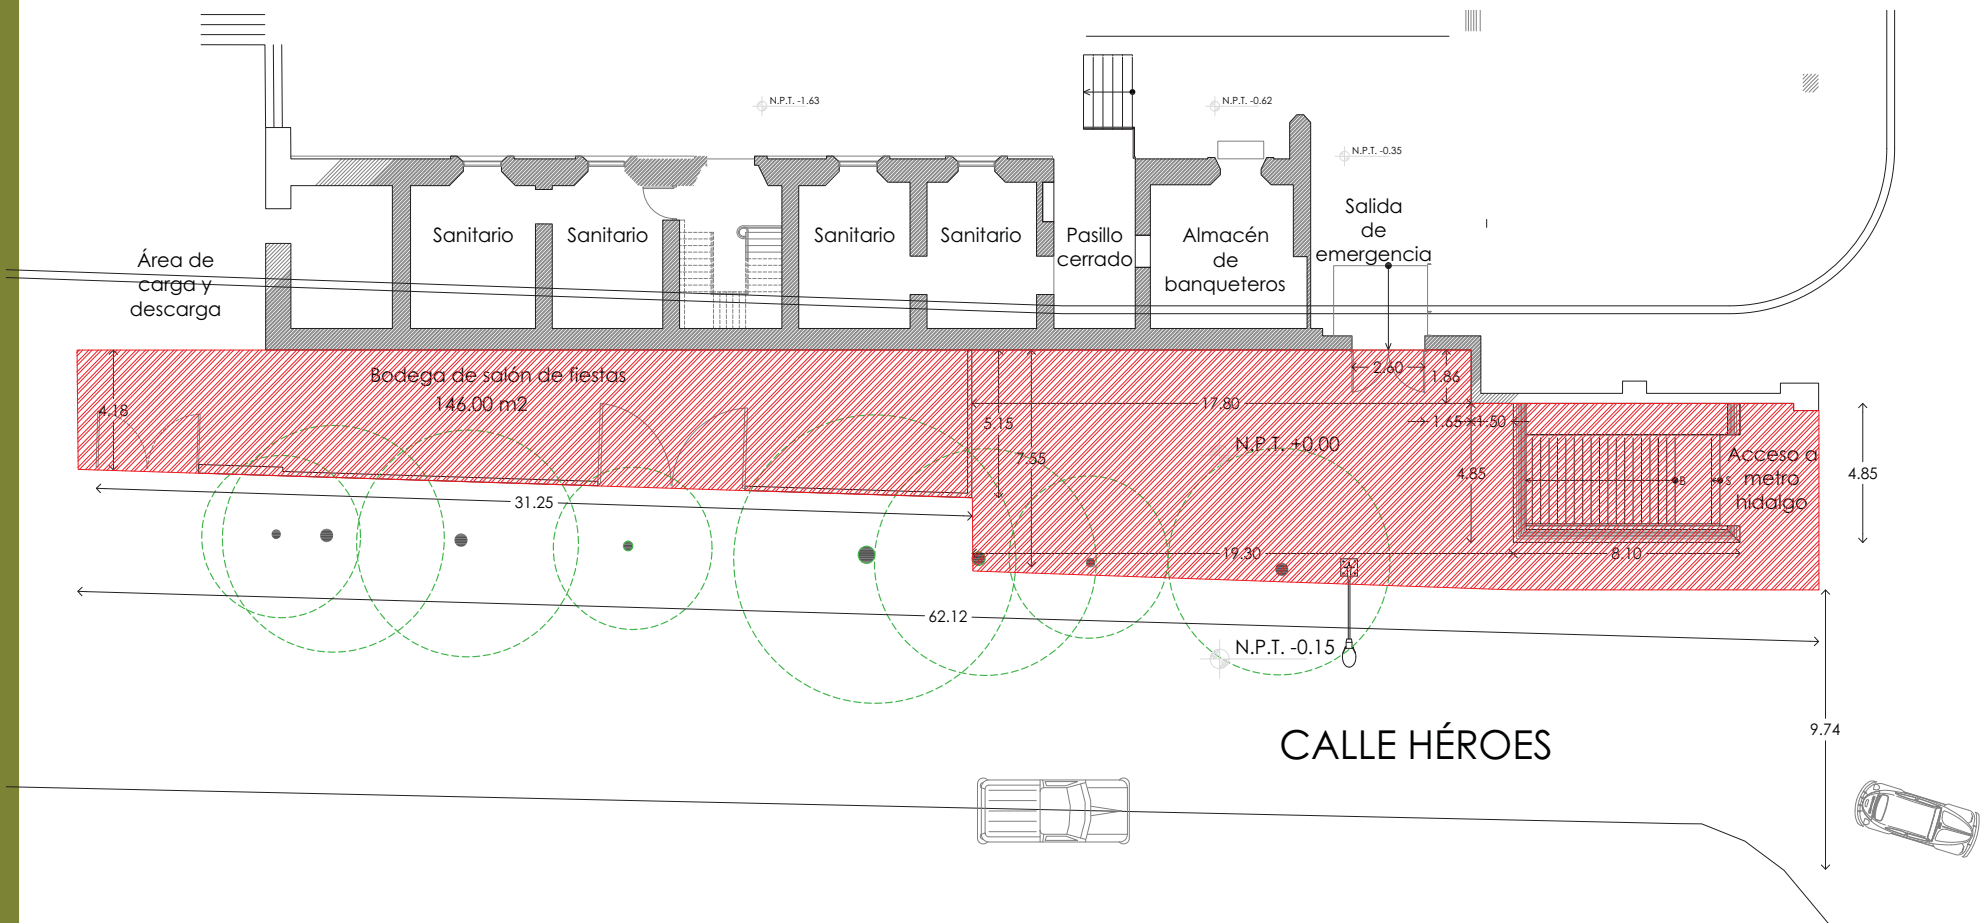 N.P.T. -1.63
N.P.T. -0.62
N.P.T. -0.35
Sanitario
Sanitario
Sanitario
Sanitario
Pasillo
cerrado
Almacén
de
banqueteros
Salida
de
emergencia
Área de
carga y
descarga
Bodega de salón de fiestas
146.00 m2
4.18
5.15
7.55
17.80
2.60
1.86
1.65
1.50
N.P.T. +0.00
4.85
B
S
Acceso a
metro
hidalgo
4.85
31.25
19.30
8.10
62.12
N.P.T. -0.15
9.74
CALLE HÉROES